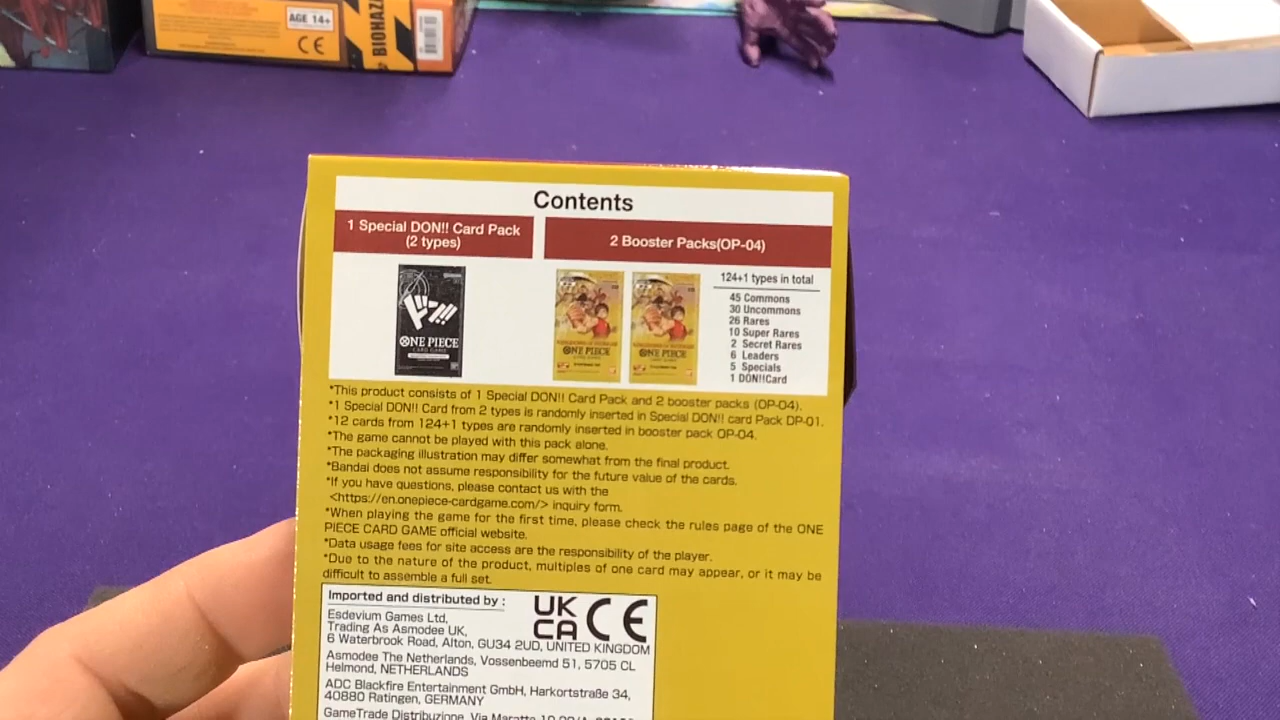 AGE 14+
CE
BIOHAZ
Contents
1 Special DON!! Card Pack
(2 types)
2 Booster Packs(OP-04)
ドン!!
ONE PIECE
CARD GAME
ONE PIECE
ONE PIECE
124+1 types in total
45 Commons
30 Uncommons
26 Rares
10 Super Rares
2 Secret Rares
6 Leaders
5 Specials
1 DON!!Card
*This product consists of 1 Special DON!! Card Pack and 2 booster packs (OP-04).
*1 Special DON!! Card from 2 types is randomly inserted in Special DON!! card Pack DP-01.
*12 cards from 124+1 types are randomly inserted in booster pack OP-04.
*The game cannot be played with this pack alone.
*The packaging illustration may differ somewhat from the final product.
*Bandai does not assume responsibility for the future value of the cards.
*If you have questions, please contact us with the
<https://en.onepiece-cardgame.com/> inquiry form.
*When playing the game for the first time, please check the rules page of the ONE
PIECE CARD GAME official website.
*Data usage fees for site access are the responsibility of the player.
*Due to the nature of the product, multiples of one card may appear, or it may be
difficult to assemble a full set.
Imported and distributed by :
UK
CA
CE
Esdevium Games Ltd,
Trading As Asmodee UK,
6 Waterbrook Road, Alton, GU34 2UD, UNITED KINGDOM
Asmodee The Netherlands, Vossenbeemd 51, 5705 CL
Helmond, NETHERLANDS
ADC Blackfire Entertainment GmbH, Harkortstraße 34,
40880 Ratingen, GERMANY
GameTrade Distribuzione, Via Maratta